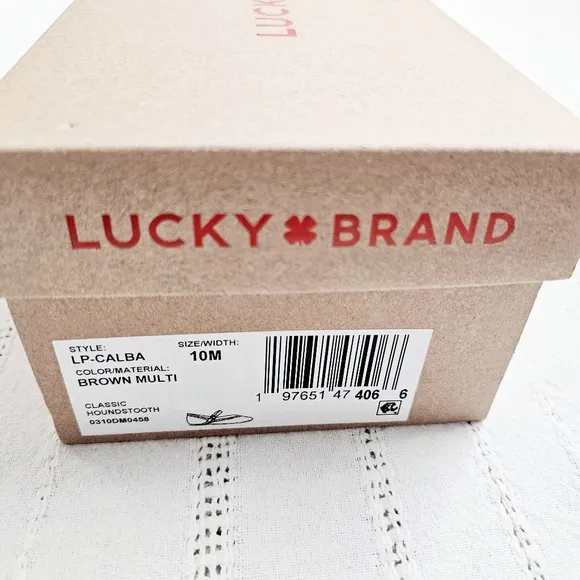 LUCKY
LUCKY BRAND
STYLE: SIZE/WIDTH:
LP-CALBA 10M
COLOR/MATERIAL:
BROWN MULTI
CLASSIC
HOUNDSTOOTH
0310DM0458
1 97651 47 406 6